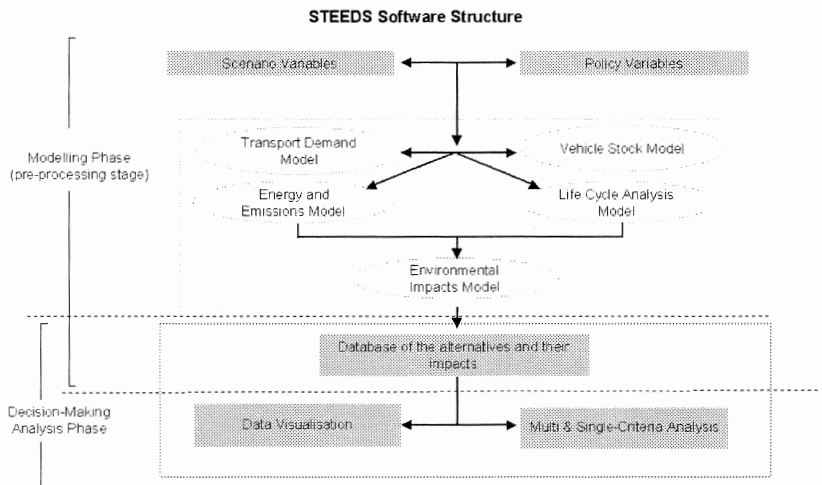 STEEDS Software Structure
Scenario Variables
Policy Variables
Modelling Phase
(pre-processing stage)
Transport Demand
Model
Vehicle Stock Model
Energy and
Emissions Model
Life Cycle Analysis
Model
Environmental
Impacts Model
Database of the alternatives and their
impacts
Decision-Making
Analysis Phase
Data Visualisation
Multi & Single-Criteria Analysis